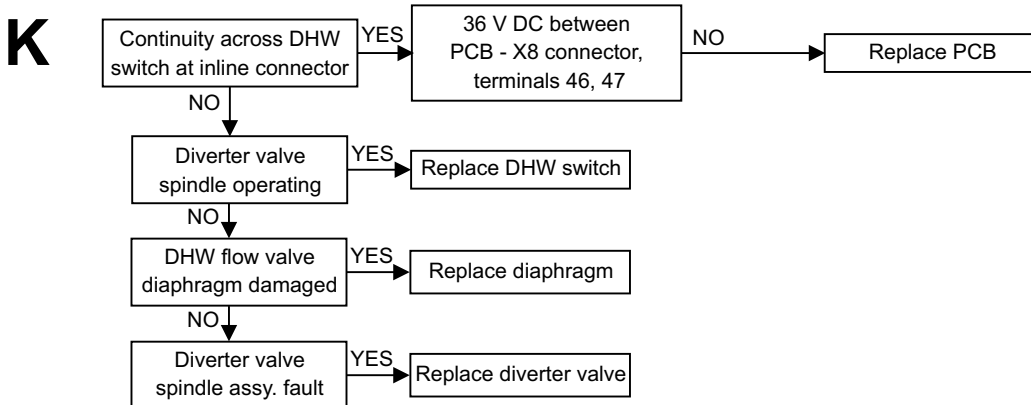 K
Continuity across DHW
switch at inline connector
YES
36 V DC between
PCB - X8 connector,
terminals 46, 47
NO
Replace PCB
NO
Diverter valve
spindle operating
YES
Replace DHW switch
NO
DHW flow valve
diaphragm damaged
YES
Replace diaphragm
NO
Diverter valve
spindle assy. fault
YES
Replace diverter valve